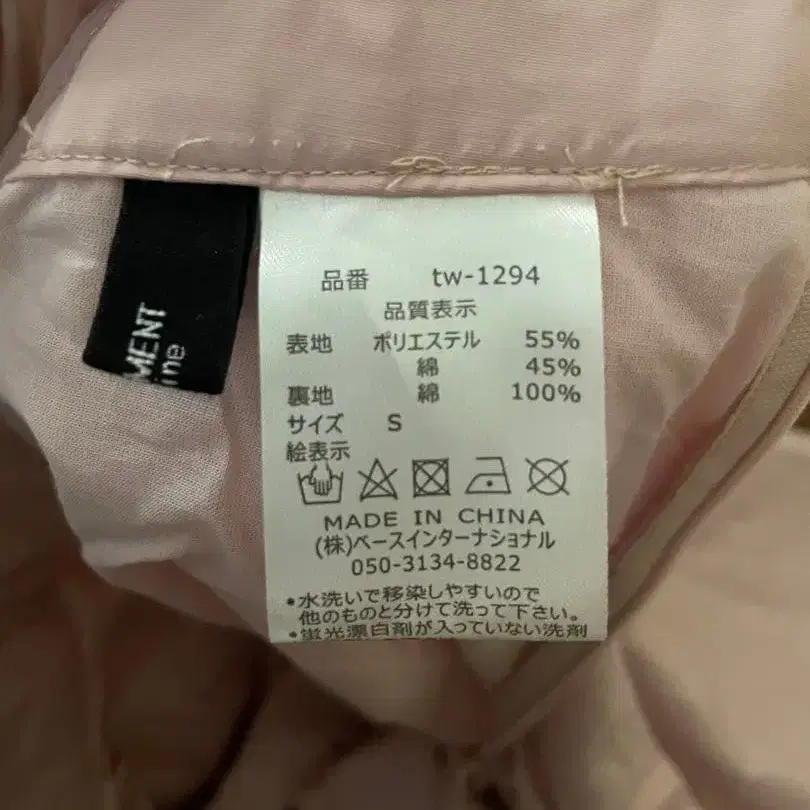 MENT
ine
品番 tw-1294
品質表示
表地 ポリエステル 55%
綿 45%
裏地 綿 100%
サイズ S
絵表示
MADE IN CHINA
(株)ベースインターナショナル
050-3134-8822
•水洗いで移染しやすいので
他のものと分けて洗って下さい。
•蛍光漂白剤が入っていない洗剤